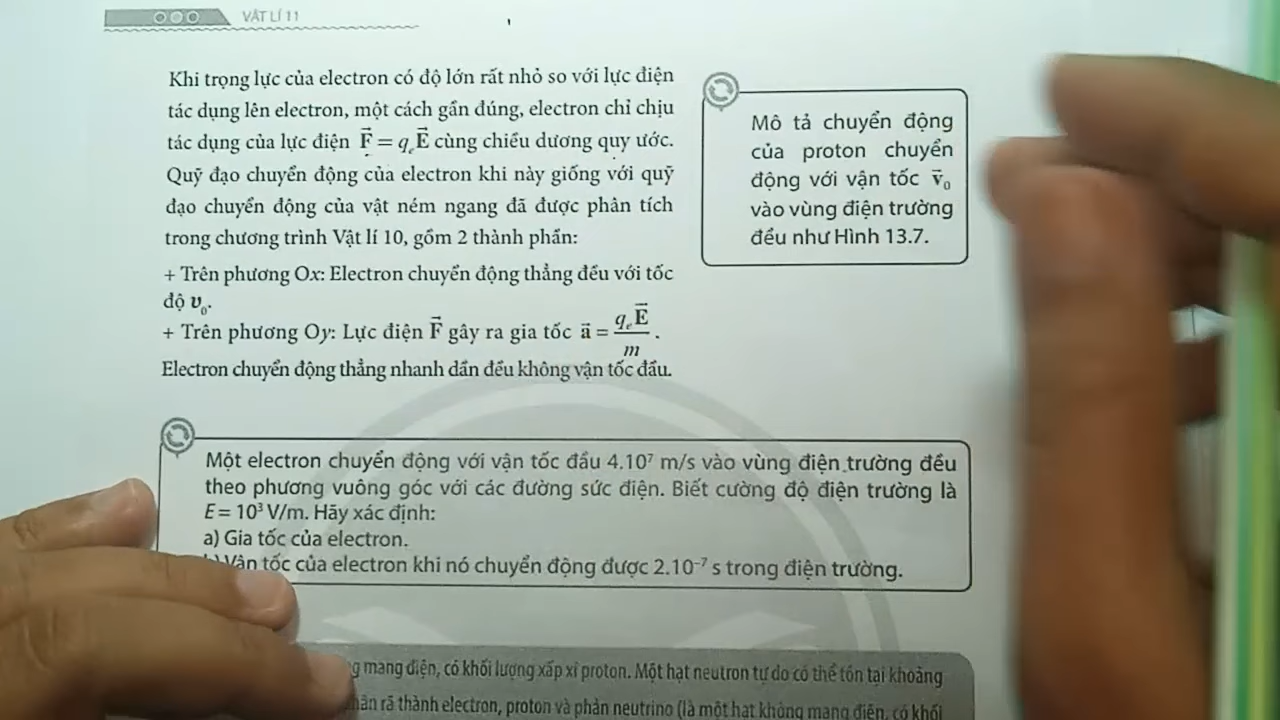 VẬT LÍ 11
Khi trọng lực của electron có độ lớn rất nhỏ so với lực điện
tác dụng lên electron, một cách gần đúng, electron chỉ chịu
tác dụng của lực điện F⃗ = qₑE⃗ cùng chiều dương quy ước.
Quỹ đạo chuyển động của electron khi này giống với quỹ
đạo chuyển động của vật ném ngang đã được phân tích
trong chương trình Vật lí 10, gồm 2 thành phần:
+ Trên phương Ox: Electron chuyển động thẳng đều với tốc
độ v₀.
+ Trên phương Oy: Lực điện F⃗ gây ra gia tốc a⃗ = qₑE⃗/m.
Electron chuyển động thẳng nhanh dần đều không vận tốc đầu.
Mô tả chuyển động
của proton chuyển
động với vận tốc v⃗₀
vào vùng điện trường
đều như Hình 13.7.
Một electron chuyển động với vận tốc đầu 4.10⁷ m/s vào vùng điện trường đều
theo phương vuông góc với các đường sức điện. Biết cường độ điện trường là
E = 10³ V/m. Hãy xác định:
a) Gia tốc của electron.
Vận tốc của electron khi nó chuyển động được 2.10⁻⁷ s trong điện trường.
mang điện, có khối lượng xấp xỉ proton. Một hạt neutron tự do có thể tồn tại khoảng
rã thành electron, proton và phản neutrino (là một hạt không mang điện, có khối